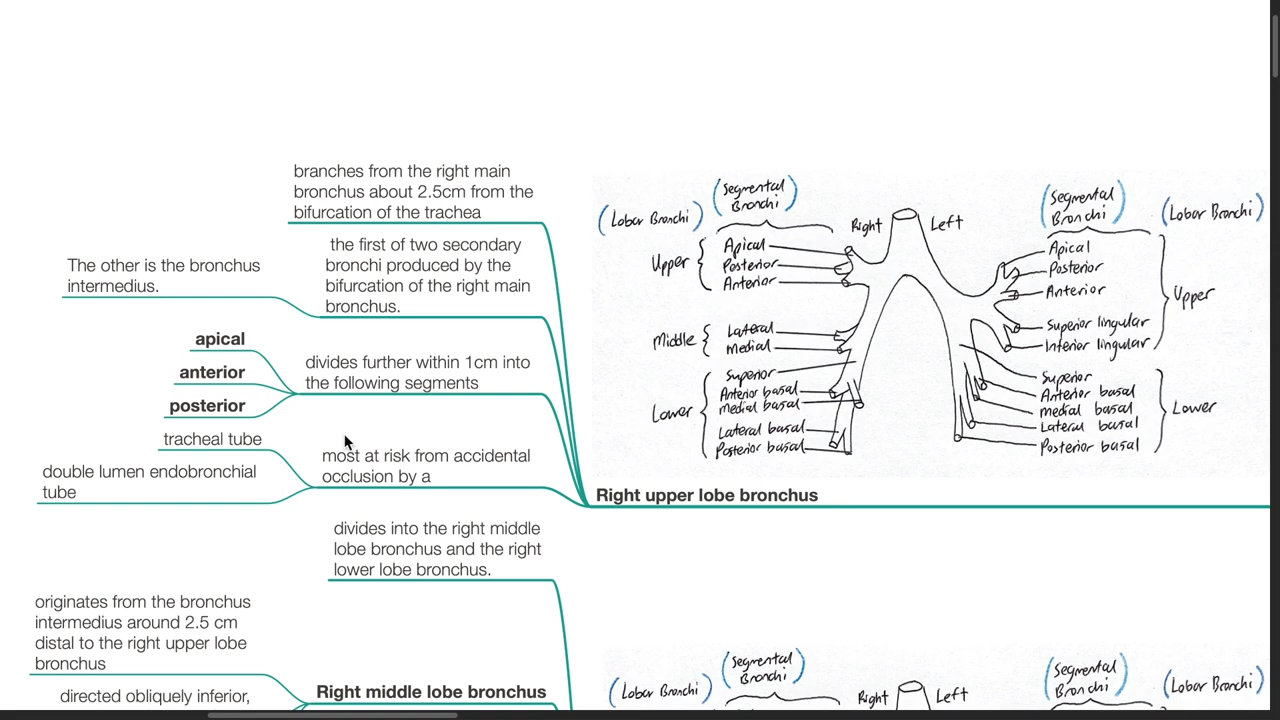 branches from the right main
bronchus about 2.5cm from the
bifurcation of the trachea
the first of two secondary
bronchi produced by the
bifurcation of the right main
bronchus.
The other is the bronchus
intermedius.
divides further within 1cm into
the following segments
apical
anterior
posterior
most at risk from accidental
occlusion by a
tracheal tube
double lumen endobronchial
tube
Right upper lobe bronchus
(Lobar Bronchi)
(Segmental
Bronchi)
Right
Left
(Segmental
Bronchi)
(Lobar Bronchi)
Upper
Apical
Posterior
Anterior
Middle
Lateral
Medial
Lower
Superior
Anterior basal
Medial basal
Lateral basal
Posterior basal
Apical
Posterior
Anterior
Superior lingular
Inferior lingular
Upper
Superior
Anterior basal
medial basal
Lateral basal
Posterior basal
Lower
divides into the right middle
lobe bronchus and the right
lower lobe bronchus.
originates from the bronchus
intermedius around 2.5 cm
distal to the right upper lobe
bronchus
directed obliquely inferior,
Right middle lobe bronchus
(Lobar Bronchi)
(Segmental
Bronchi)
Right
Left
(Segmental
Bronchi)
(Lobar Bronchi)